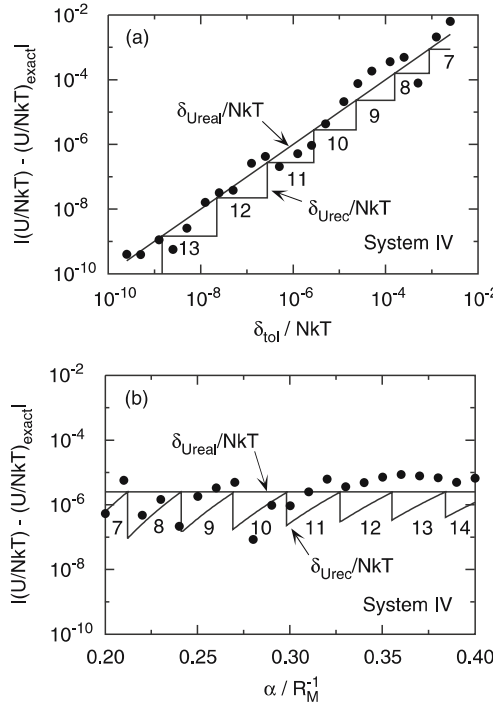 (a)
|(U/NkT) - (U/NkT)exact|
10^-2
10^-4
10^-6
10^-8
10^-10
δUreal/NkT
δUrec/NkT
7
8
9
10
11
12
13
System IV
10^-10 10^-8 10^-6 10^-4 10^-2
δtol / NkT
(b)
|(U/NkT) - (U/NkT)exact|
10^-2
10^-4
10^-6
10^-8
10^-10
δUreal/NkT
7 8 9 10 11 12 13 14
δUrec/NkT
System IV
0.20 0.25 0.30 0.35 0.40
α / R_M^-1